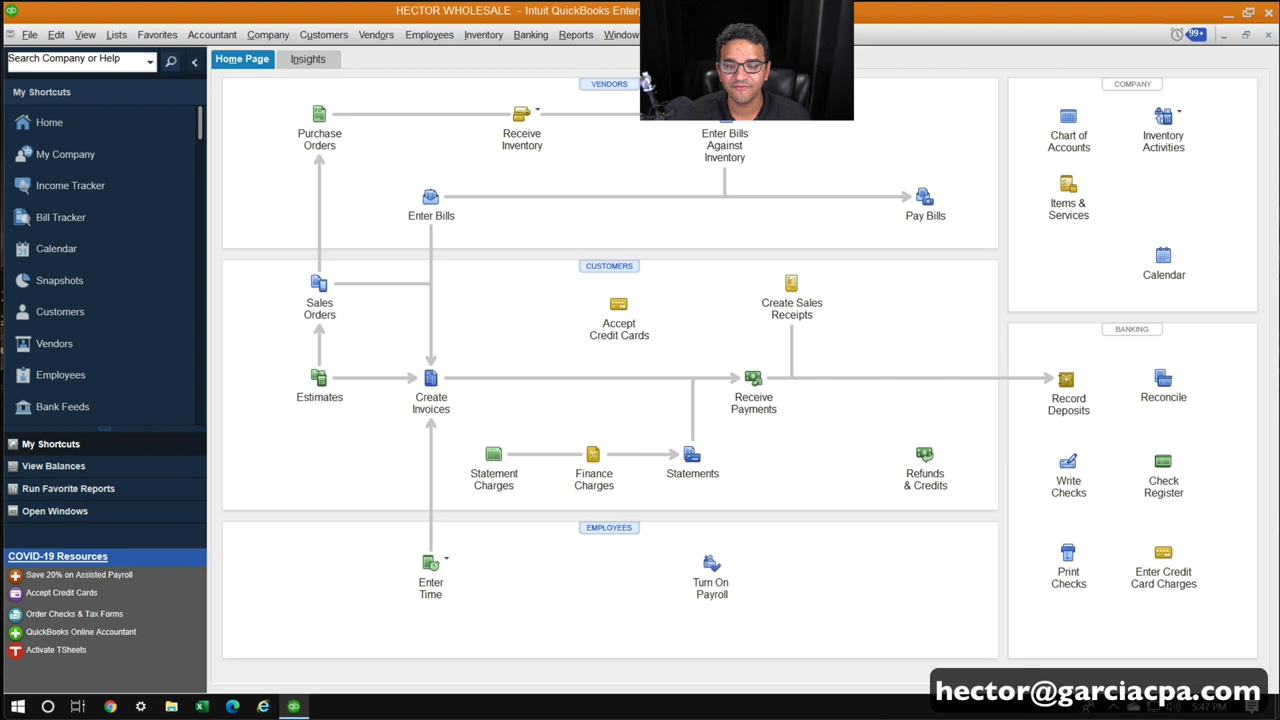 HECTOR WHOLESALE - Intuit QuickBooks Enter
File Edit View Lists Favorites Accountant Company Customers Vendors Employees Inventory Banking Reports Window
99+
Search Company or Help
Home Page
Insights
My Shortcuts
Home
My Company
Income Tracker
Bill Tracker
Calendar
Snapshots
Customers
Vendors
Employees
Bank Feeds
My Shortcuts
View Balances
Run Favorite Reports
Open Windows
COVID-19 Resources
Save 20% on Assisted Payroll
Accept Credit Cards
Order Checks & Tax Forms
QuickBooks Online Accountant
Activate TSheets
VENDORS
Purchase
Orders
Receive
Inventory
Enter Bills
Against
Inventory
Enter Bills
Pay Bills
CUSTOMERS
Sales
Orders
Accept
Credit Cards
Create Sales
Receipts
Estimates
Create
Invoices
Receive
Payments
Statement
Charges
Finance
Charges
Statements
Refunds
& Credits
EMPLOYEES
Enter
Time
Turn On
Payroll
COMPANY
Chart of
Accounts
Inventory
Activities
Items &
Services
Calendar
BANKING
Record
Deposits
Reconcile
Write
Checks
Check
Register
Print
Checks
Enter Credit
Card Charges
hector@garciacpa.com
5:47 PM